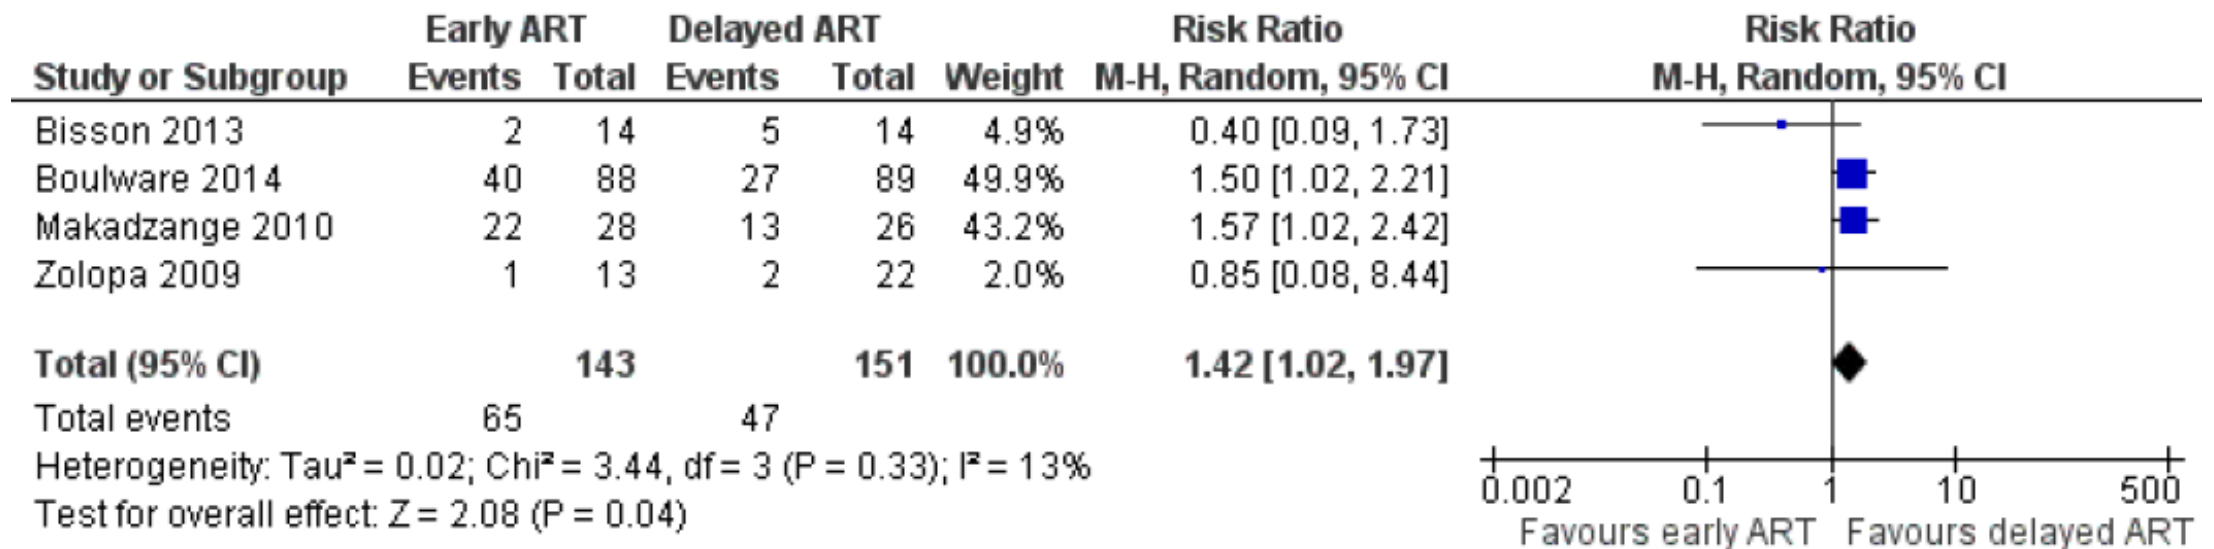 Early ART Delayed ART Risk Ratio Risk Ratio
Study or Subgroup Events Total Events Total Weight M-H, Random, 95% CI M-H, Random, 95% CI
Bisson 2013 2 14 5 14 4.9% 0.40 [0.09, 1.73]
Boulware 2014 40 88 27 89 49.9% 1.50 [1.02, 2.21]
Makadzange 2010 22 28 13 26 43.2% 1.57 [1.02, 2.42]
Zolopa 2009 1 13 2 22 2.0% 0.85 [0.08, 8.44]
Total (95% CI) 143 151 100.0% 1.42 [1.02, 1.97]
Total events 65 47
Heterogeneity: Tau² = 0.02; Chi² = 3.44, df = 3 (P = 0.33); I² = 13%
Test for overall effect: Z = 2.08 (P = 0.04)
0.002 0.1 1 10 500
Favours early ART Favours delayed ART